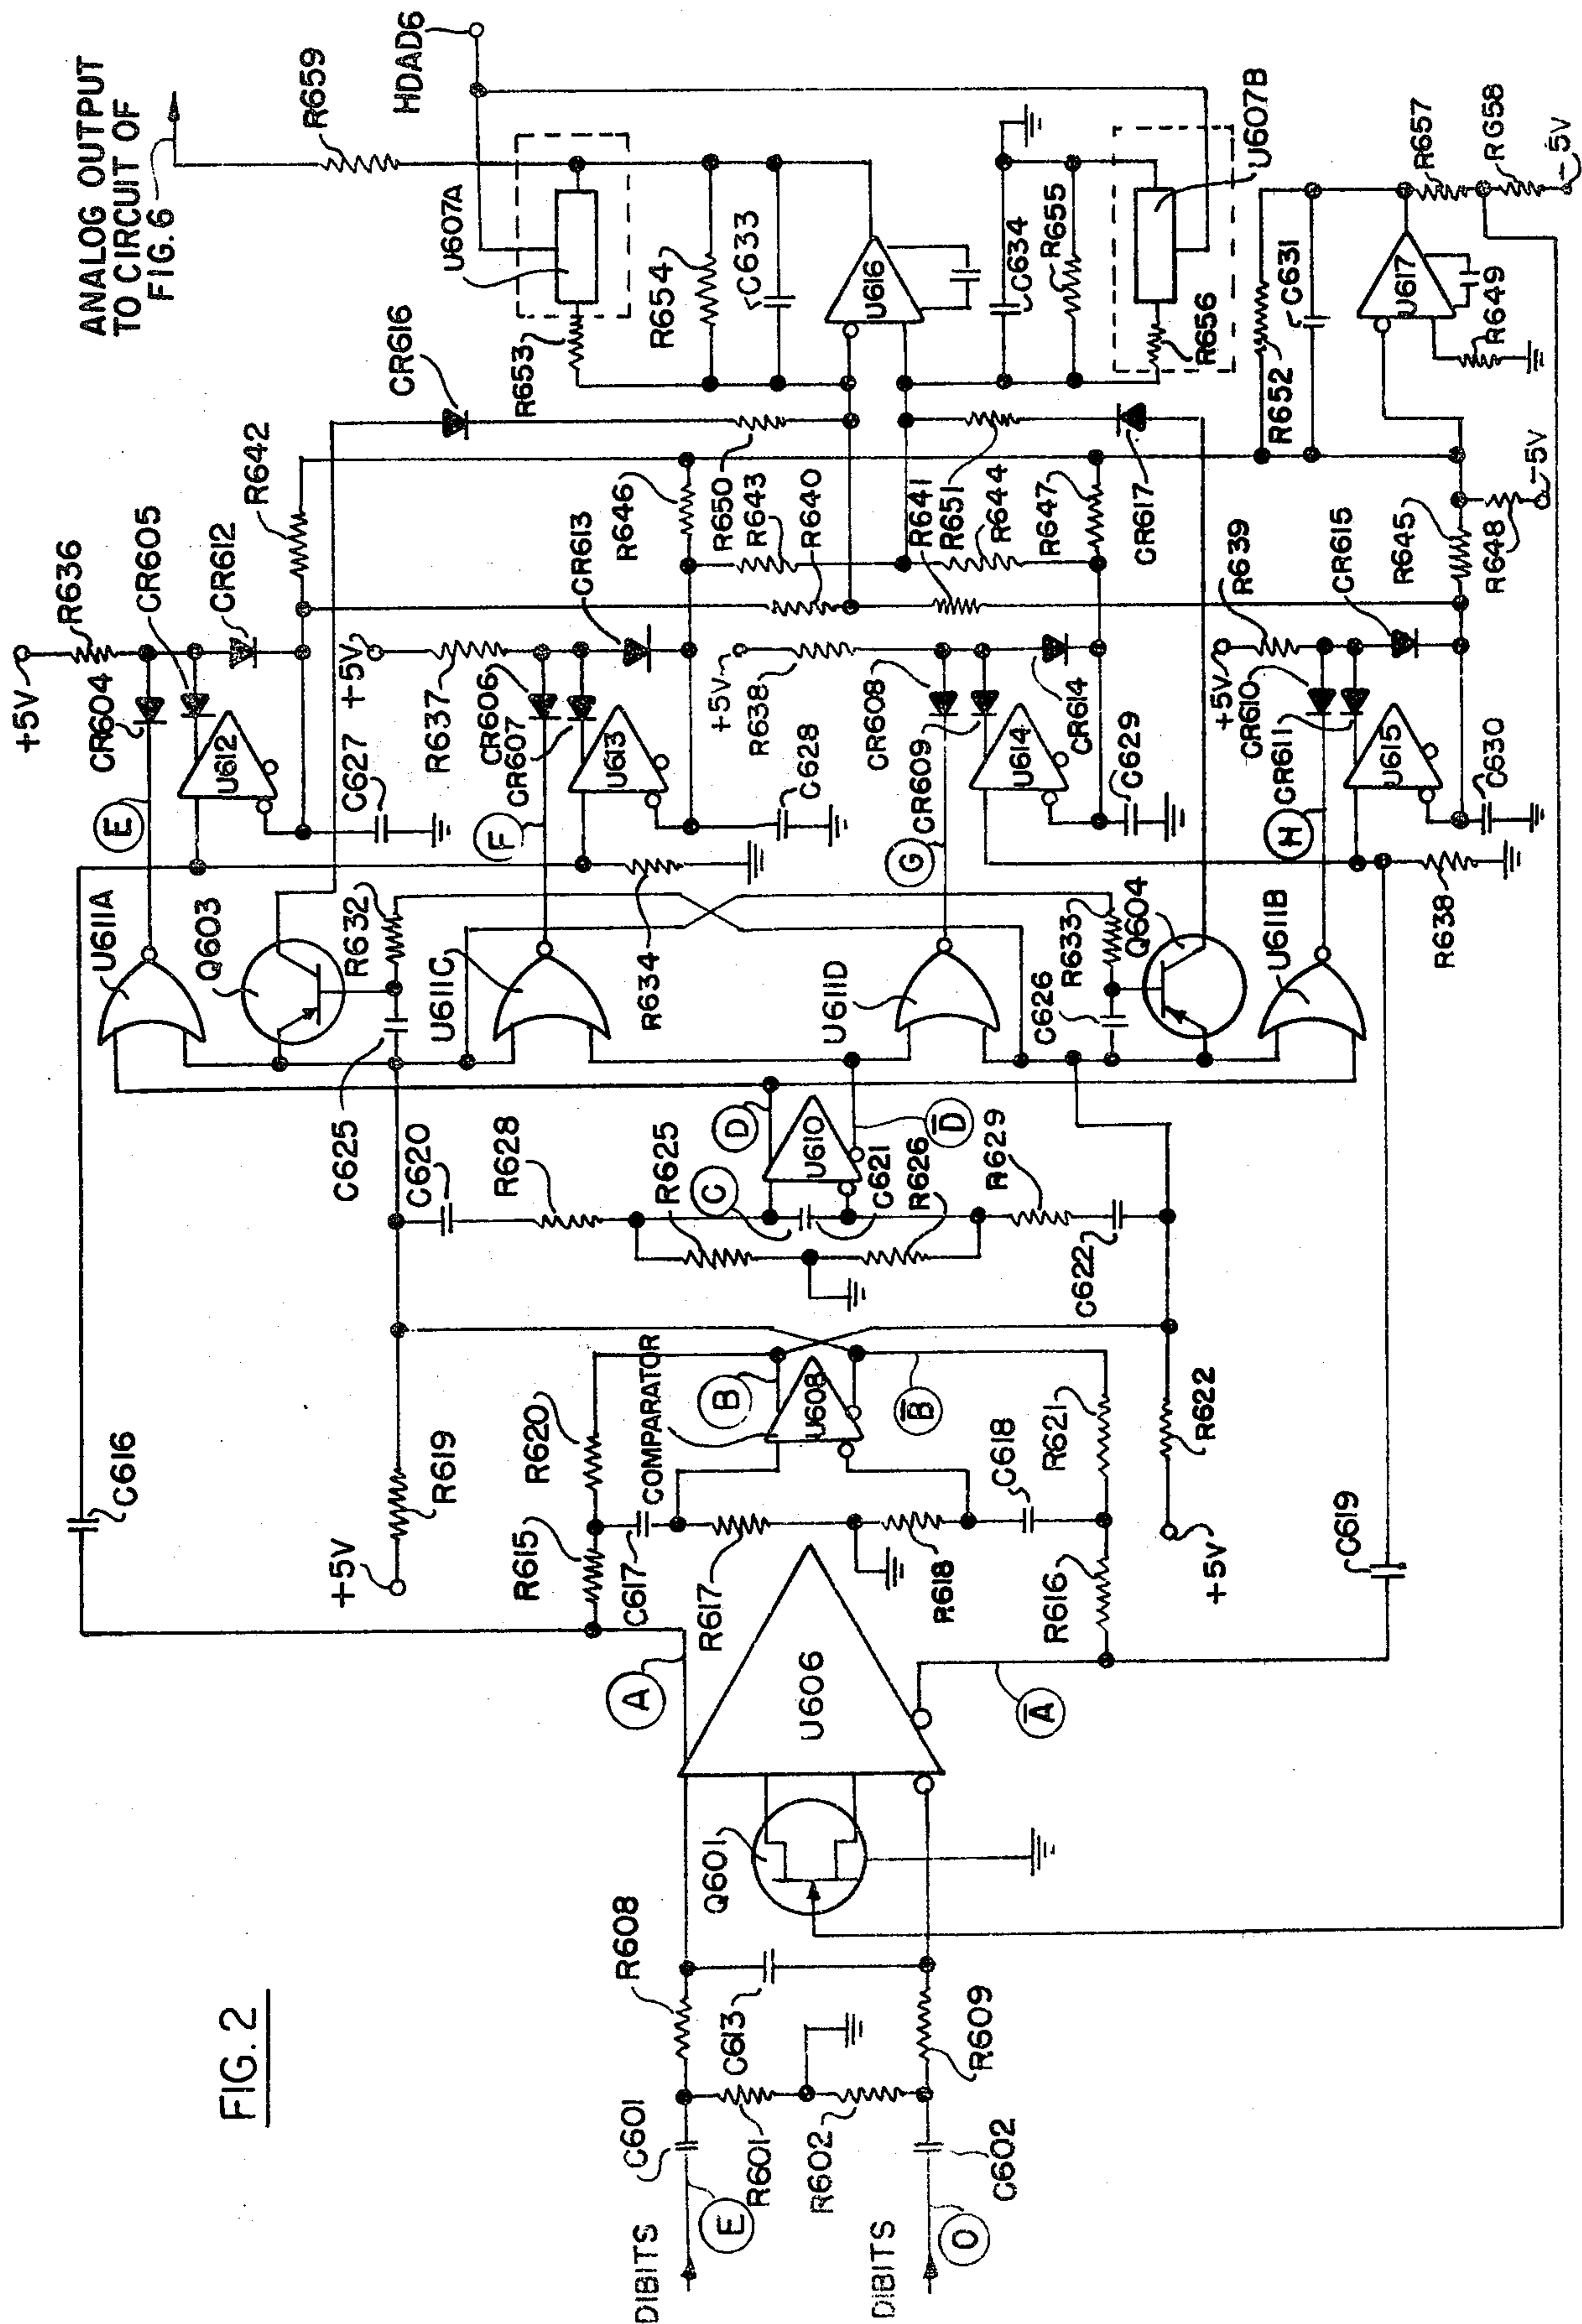 FIG. 2
ANALOG OUTPUT
TO CIRCUIT OF
FIG. 6
R659
HDAD6
U607A
R653
CR616
R654
C633
U616
C634
R655
U607B
R656
R652
C631
U617
R649
R657
RG58
-5V
+5V
R636
CR604
CR605
CR612
R642
E
U612
C627
+5V
R637
CR606
CR607
CR613
R646
R650
R643
R640
F
U613
C628
+5V
R638
CR608
CR609
CR614
R641
R651
R644
R647
CR617
G
U614
C629
+5V
R639
CR610
CR611
CR615
R645
R648
-5V
H
U615
C630
U611A
Q603
R632
U611C
R634
U611D
R633
C626
Q604
U611B
R638
C625
C620
R628
R625
C
D
U610
D̅
C621
R626
R629
C622
C616
+5V
R619
R620
R615
C617
COMPARATOR
B
U608
B̅
R617
R618
C618
R621
R616
R622
+5V
C619
A
U606
A̅
Q601
R608
C613
R609
C601
R601
R602
C602
DIBITS
E
DIBITS
O